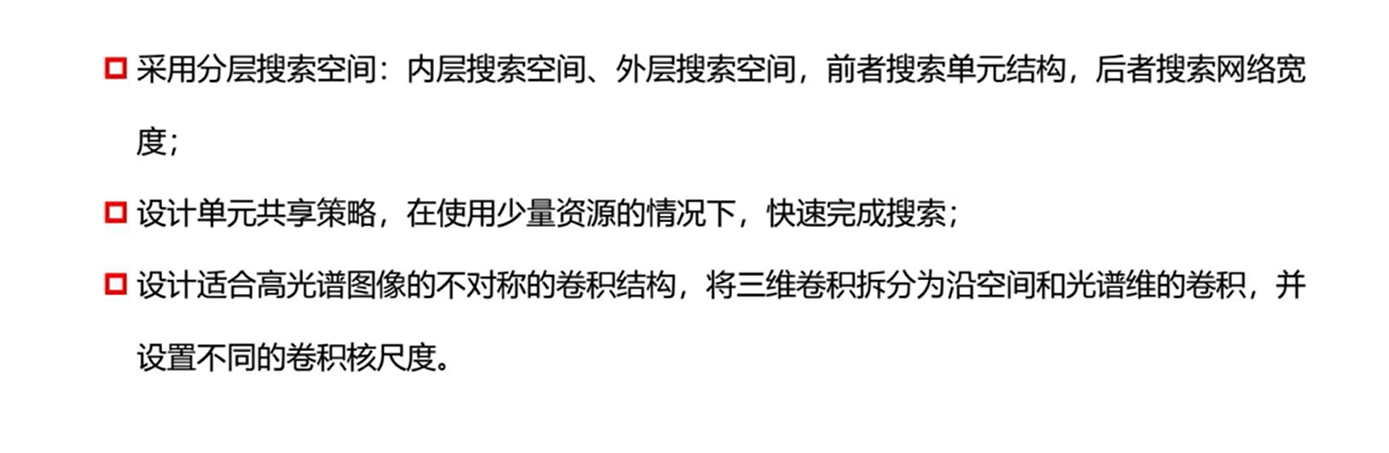 采用分层搜索空间：内层搜索空间、外层搜索空间，前者搜索单元结构，后者搜索网络宽
度；
设计单元共享策略，在使用少量资源的情况下，快速完成搜索；
设计适合高光谱图像的不对称的卷积结构，将三维卷积拆分为沿空间和光谱维的卷积，并
设置不同的卷积核尺度。